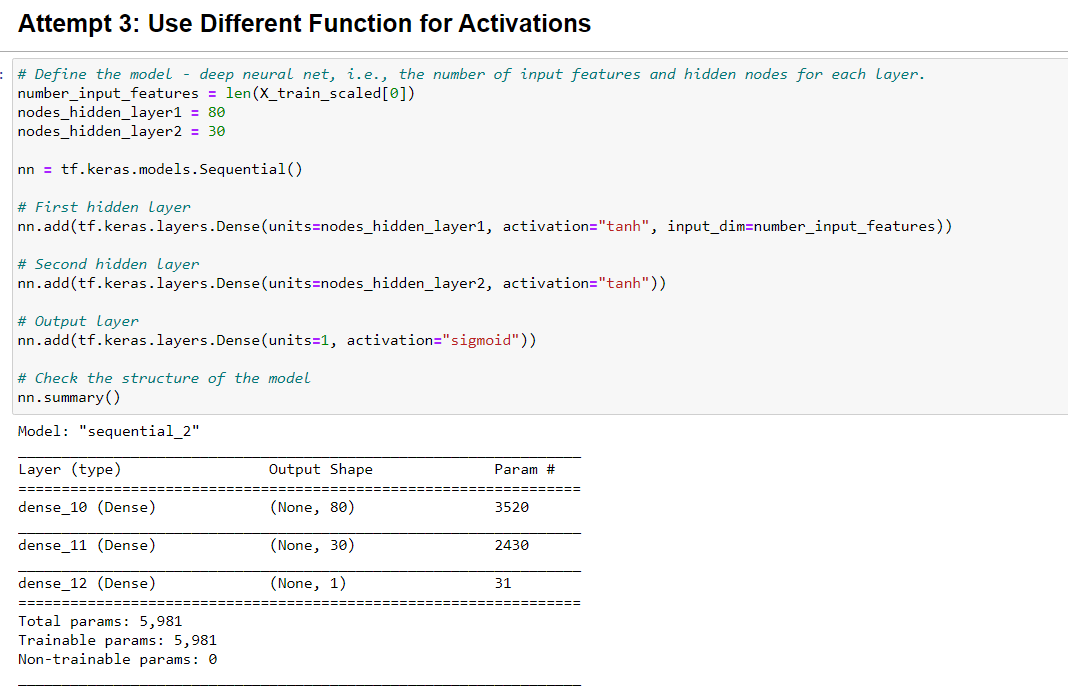 Attempt 3: Use Different Function for Activations
:
# Define the model - deep neural net, i.e., the number of input features and hidden nodes for each layer.
number_input_features = len(X_train_scaled[0])
nodes_hidden_layer1 = 80
nodes_hidden_layer2 = 30
nn = tf.keras.models.Sequential()
# First hidden layer
nn.add(tf.keras.layers.Dense(units=nodes_hidden_layer1, activation="tanh", input_dim=number_input_features))
# Second hidden layer
nn.add(tf.keras.layers.Dense(units=nodes_hidden_layer2, activation="tanh"))
# Output layer
nn.add(tf.keras.layers.Dense(units=1, activation="sigmoid"))
# Check the structure of the model
nn.summary()
Model: "sequential_2"
_________________________________________________________________
Layer (type) Output Shape Param #
=================================================================
dense_10 (Dense) (None, 80) 3520
_________________________________________________________________
dense_11 (Dense) (None, 30) 2430
_________________________________________________________________
dense_12 (Dense) (None, 1) 31
=================================================================
Total params: 5,981
Trainable params: 5,981
Non-trainable params: 0
_________________________________________________________________